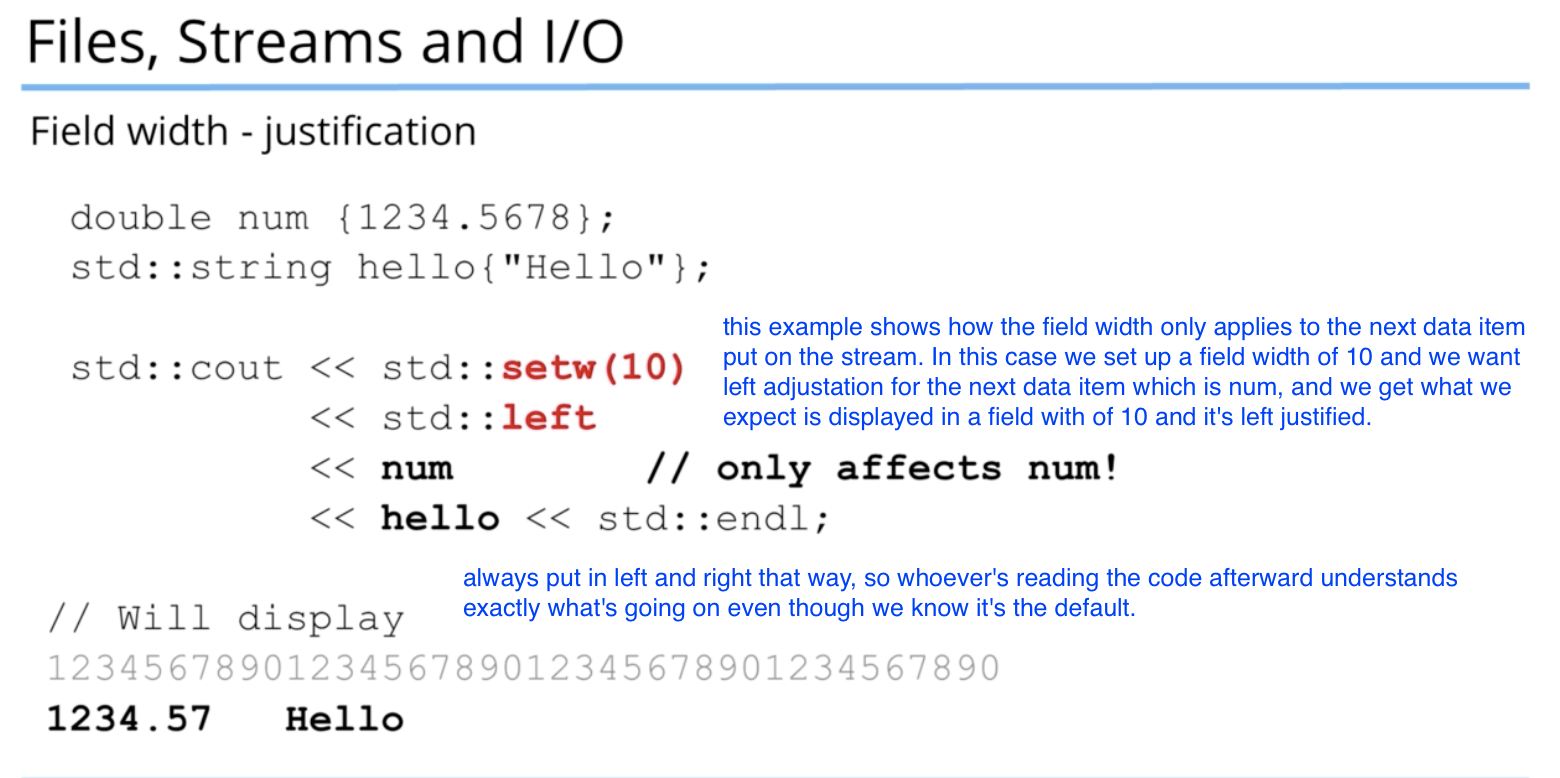 Files, Streams and I/O
Field width - justification
double num {1234.5678};
std::string hello{"Hello"};
this example shows how the field width only applies to the next data item
put on the stream. In this case we set up a field width of 10 and we want
left adjustation for the next data item which is num, and we get what we
expect is displayed in a field with of 10 and it's left justified.
std::cout << std::setw(10)
<< std::left
<< num // only affects num!
<< hello << std::endl;
always put in left and right that way, so whoever's reading the code afterward understands
exactly what's going on even though we know it's the default.
// Will display
1234567890123456789012345678901234567890
1234.57   Hello